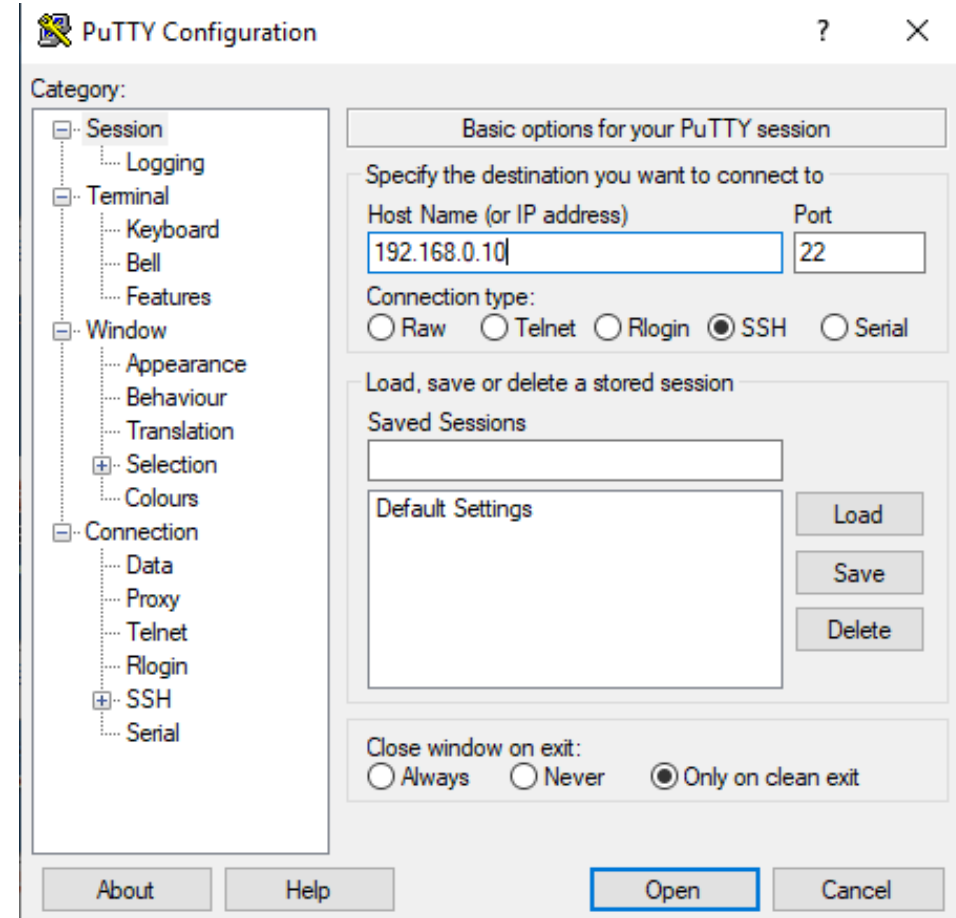 PuTTY Configuration
?
Category:
Session
Logging
Terminal
Keyboard
Bell
Features
Window
Appearance
Behaviour
Translation
Selection
Colours
Connection
Data
Proxy
Telnet
Rlogin
SSH
Serial
Basic options for your PuTTY session
Specify the destination you want to connect to
Host Name (or IP address) Port
192.168.0.10 22
Connection type:
Raw Telnet Rlogin SSH Serial
Load, save or delete a stored session
Saved Sessions
Default Settings
Load
Save
Delete
Close window on exit:
Always Never Only on clean exit
About Help Open Cancel